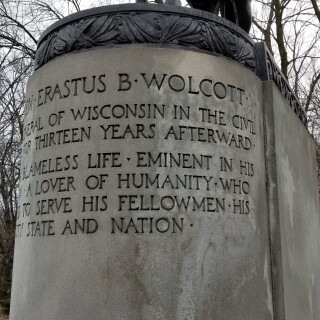 N · ERASTUS B · WOLCOTT
ERAL OF WISCONSIN IN THE CIVIL
THIRTEEN YEARS AFTERWARD ·
BLAMELESS LIFE · EMINENT IN HIS
A LOVER OF HUMANITY · WHO
TO SERVE HIS FELLOWMEN · HIS
STATE AND NATION ·